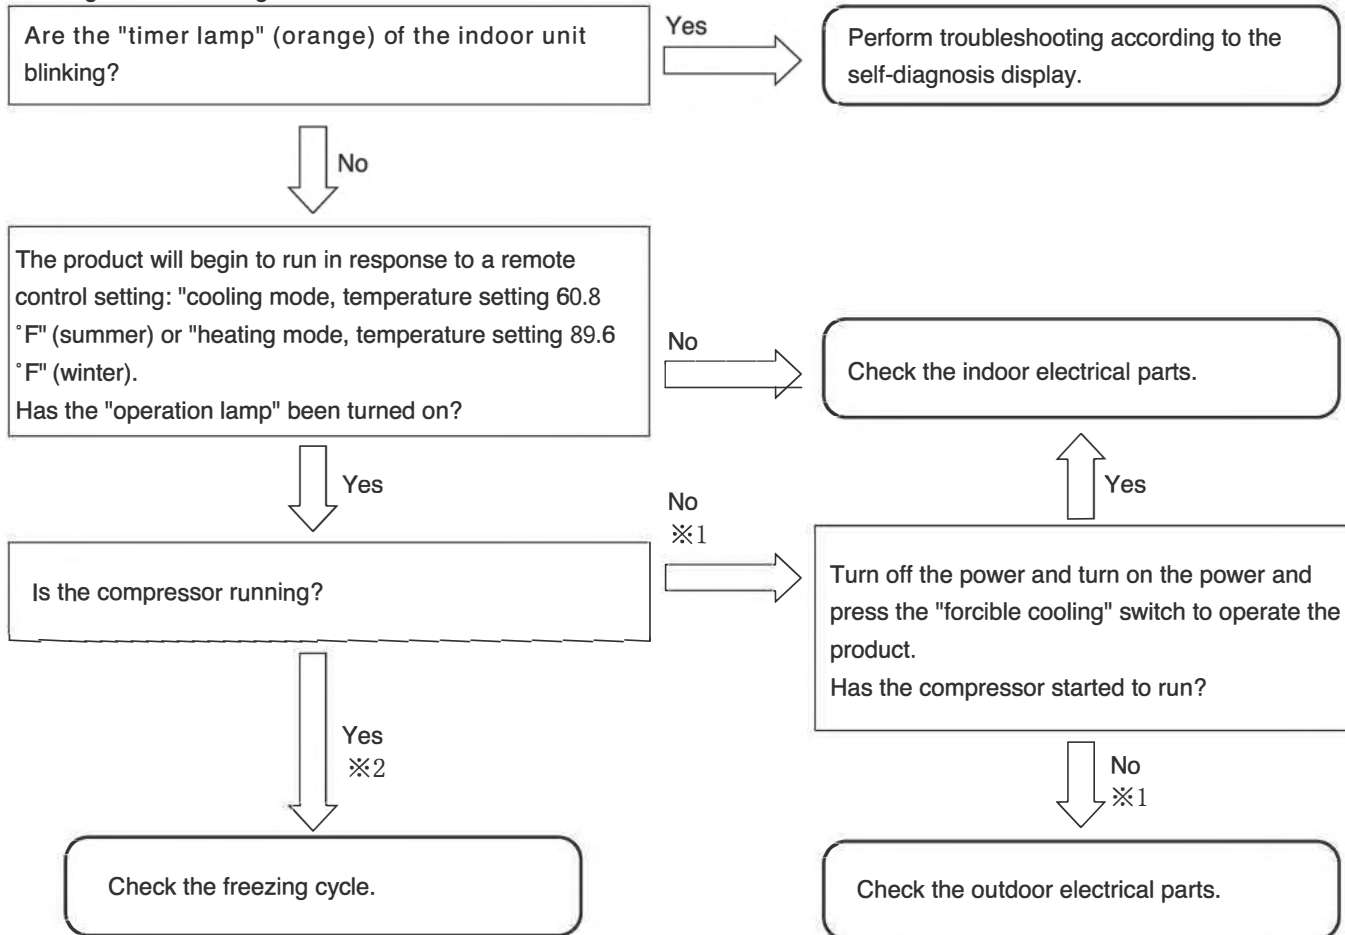 Are the "timer lamp" (orange) of the indoor unit
blinking?
Yes
Perform troubleshooting according to the
self-diagnosis display.
No
The product will begin to run in response to a remote
control setting: "cooling mode, temperature setting 60.8
°F" (summer) or "heating mode, temperature setting 89.6
°F" (winter).
Has the "operation lamp" been turned on?
No
Check the indoor electrical parts.
Yes
Yes
No
※1
Is the compressor running?
Turn off the power and turn on the power and
press the "forcible cooling" switch to operate the
product.
Has the compressor started to run?
Yes
※2
No
※1
Check the freezing cycle.
Check the outdoor electrical parts.